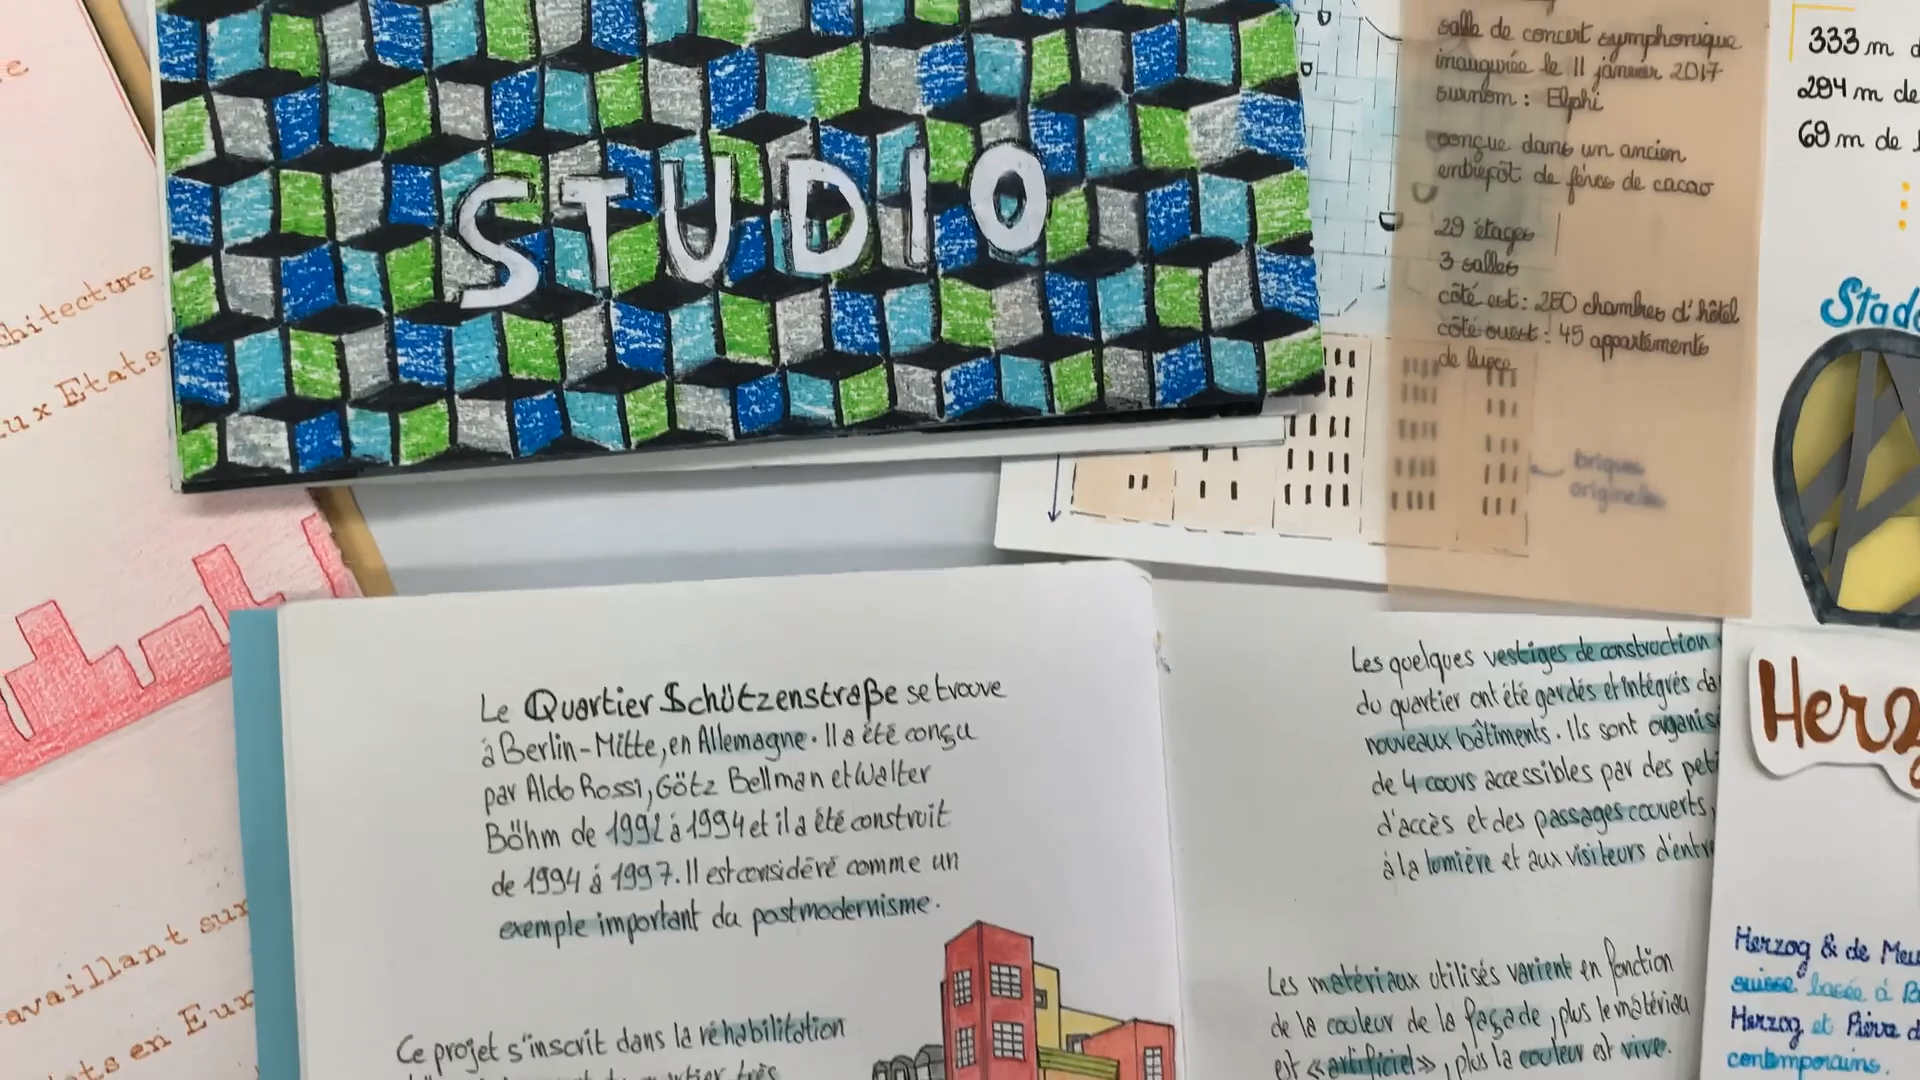 STUDIO
salle de concert symphonique
inaugurée le 11 janvier 2017
surnom : Elphi
conçue dans un ancien
entrepôt de fèves de cacao
29 étages
3 salles
côté est : 250 chambres d'hôtel
côté ouest : 45 appartements
de luxe
briques
originelles
333 m
294 m de
69 m de
Stad
chitecture
ux Etats-
availlant sur
ts en Eur
Le Quartier Schützenstraße se trouve
à Berlin-Mitte, en Allemagne. Il a été conçu
par Aldo Rossi, Götz Bellman et Walter
Böhm de 1992 à 1994 et il a été construit
de 1994 à 1997. Il est considéré comme un
exemple important du postmodernisme.
Ce projet s'inscrit dans la réhabilitation
très
Les quelques vestiges de construction
du quartier ont été gardés et intégrés da
nouveaux bâtiments. Ils sont organis
de 4 cours accessibles par des peti
d'accès et des passages couverts,
à la lumière et aux visiteurs d'entr
Les matériaux utilisés varient en fonction
de la couleur de la façade, plus le matériau
est «artificiel», plus la couleur est vive.
Herz
Herzog & de Meu
suisse basée à B
Herzog et Pierre d
contemporains.